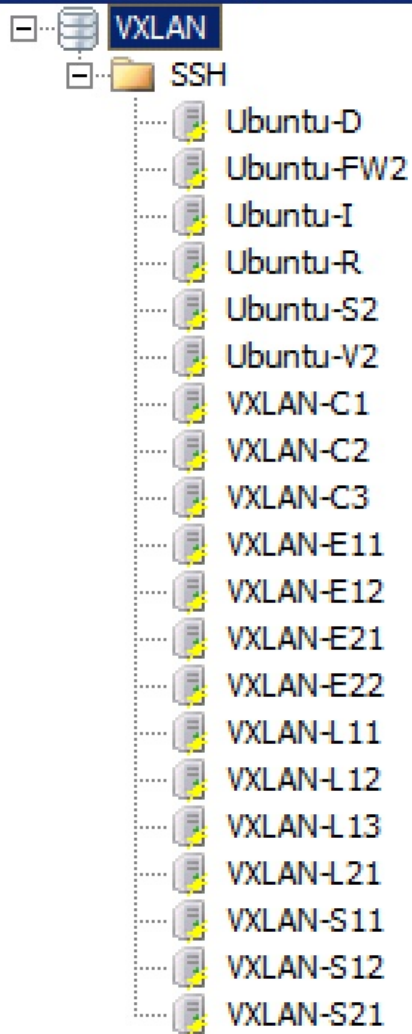 VXLAN
SSH
Ubuntu-D
Ubuntu-FW2
Ubuntu-I
Ubuntu-R
Ubuntu-S2
Ubuntu-V2
VXLAN-C1
VXLAN-C2
VXLAN-C3
VXLAN-E11
VXLAN-E12
VXLAN-E21
VXLAN-E22
VXLAN-L11
VXLAN-L12
VXLAN-L13
VXLAN-L21
VXLAN-S11
VXLAN-S12
VXLAN-S21